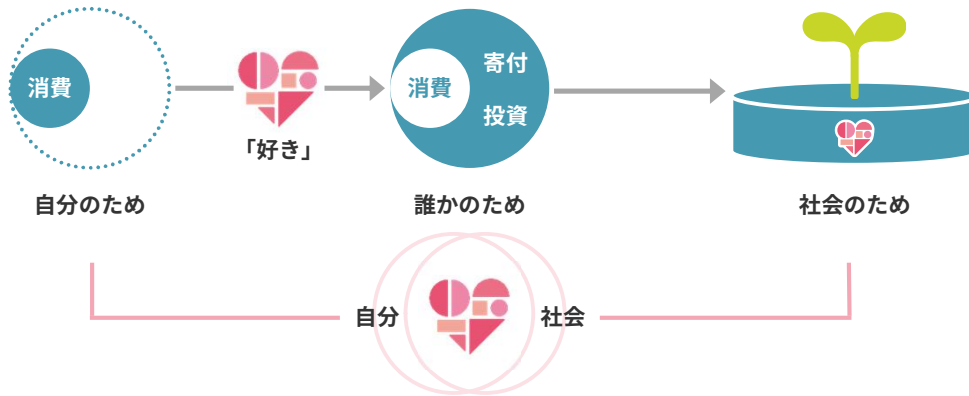 消費
「好き」
消費
寄付
投資
自分のため
誰かのため
社会のため
自分
社会